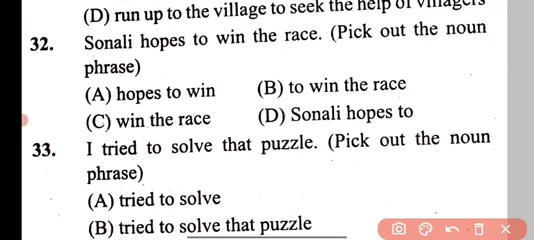 (D) run up to the village to seek the help of villagers
32. Sonali hopes to win the race. (Pick out the noun
phrase)
(A) hopes to win (B) to win the race
(C) win the race (D) Sonali hopes to
33. I tried to solve that puzzle. (Pick out the noun
phrase)
(A) tried to solve
(B) tried to solve that puzzle